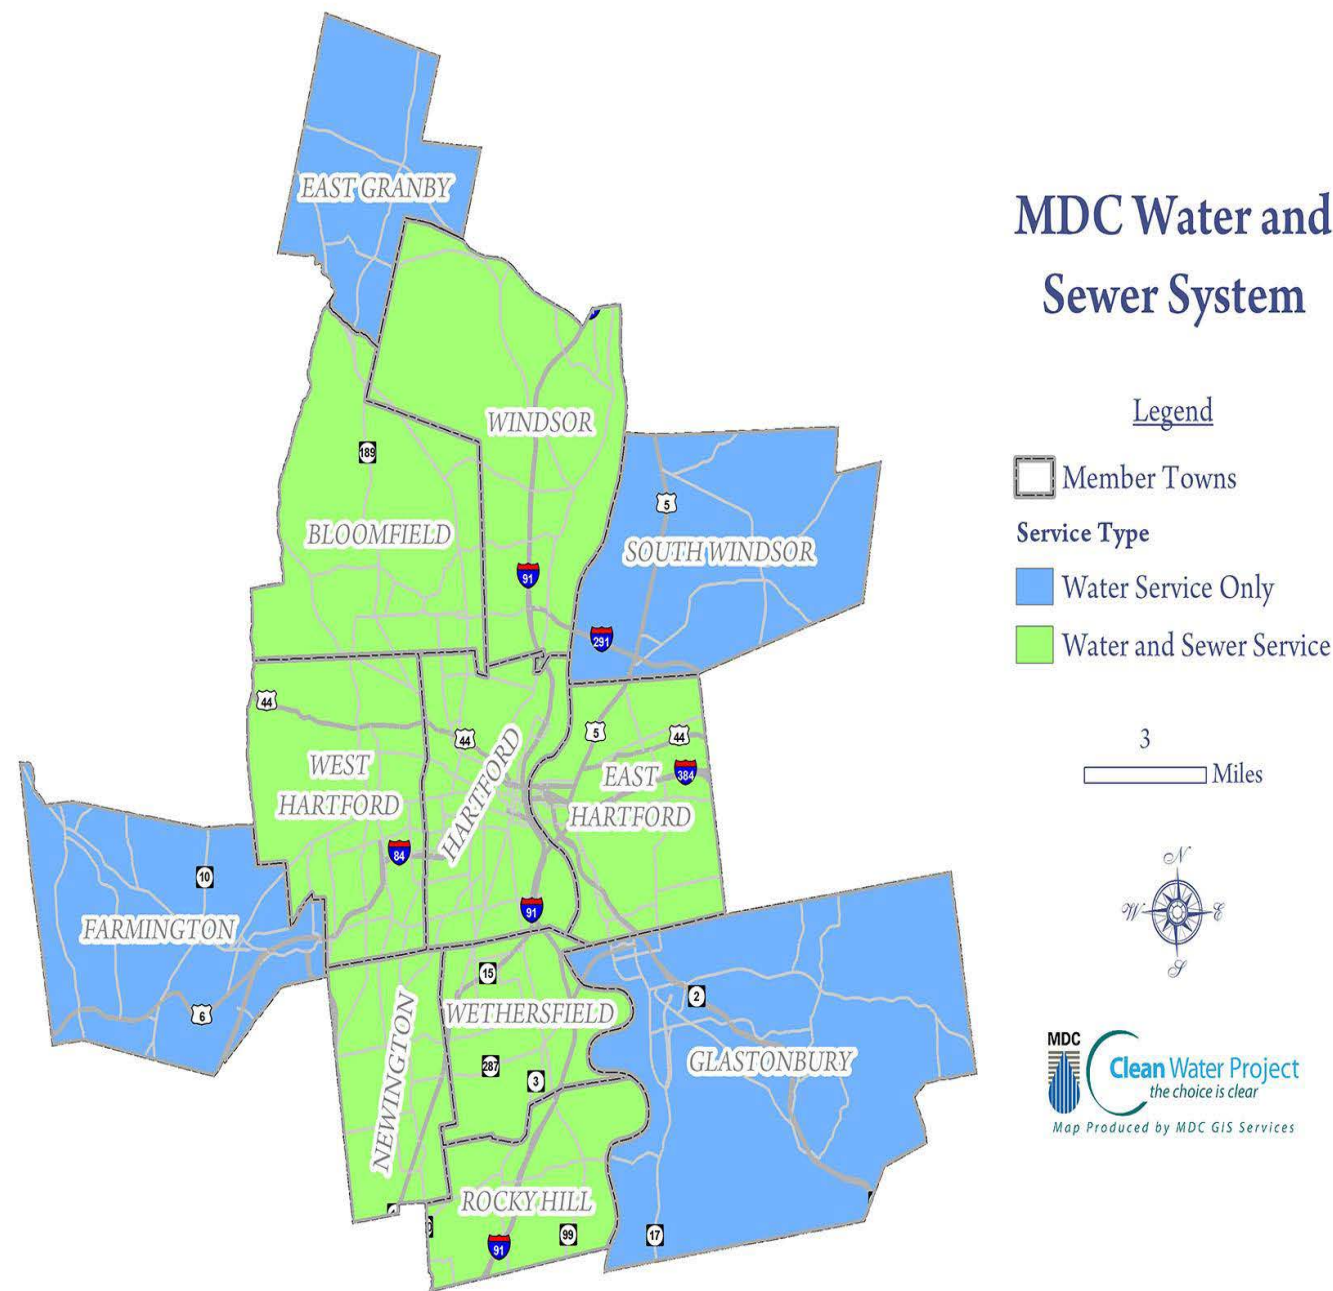 EAST GRANBY
WINDSOR
189
BLOOMFIELD
5
SOUTH WINDSOR
91
291
44
44
5
44
WEST
HARTFORD
HARTFORD
EAST
HARTFORD
384
84
10
91
FARMINGTON
6
15
2
WETHERSFIELD
NEWINGTON
287
3
GLASTONBURY
ROCKY HILL
91
99
17
MDC Water and
Sewer System
Legend
Member Towns
Service Type
Water Service Only
Water and Sewer Service
3
Miles
N
W
E
S
MDC
Clean Water Project
the choice is clear
Map Produced by MDC GIS Services